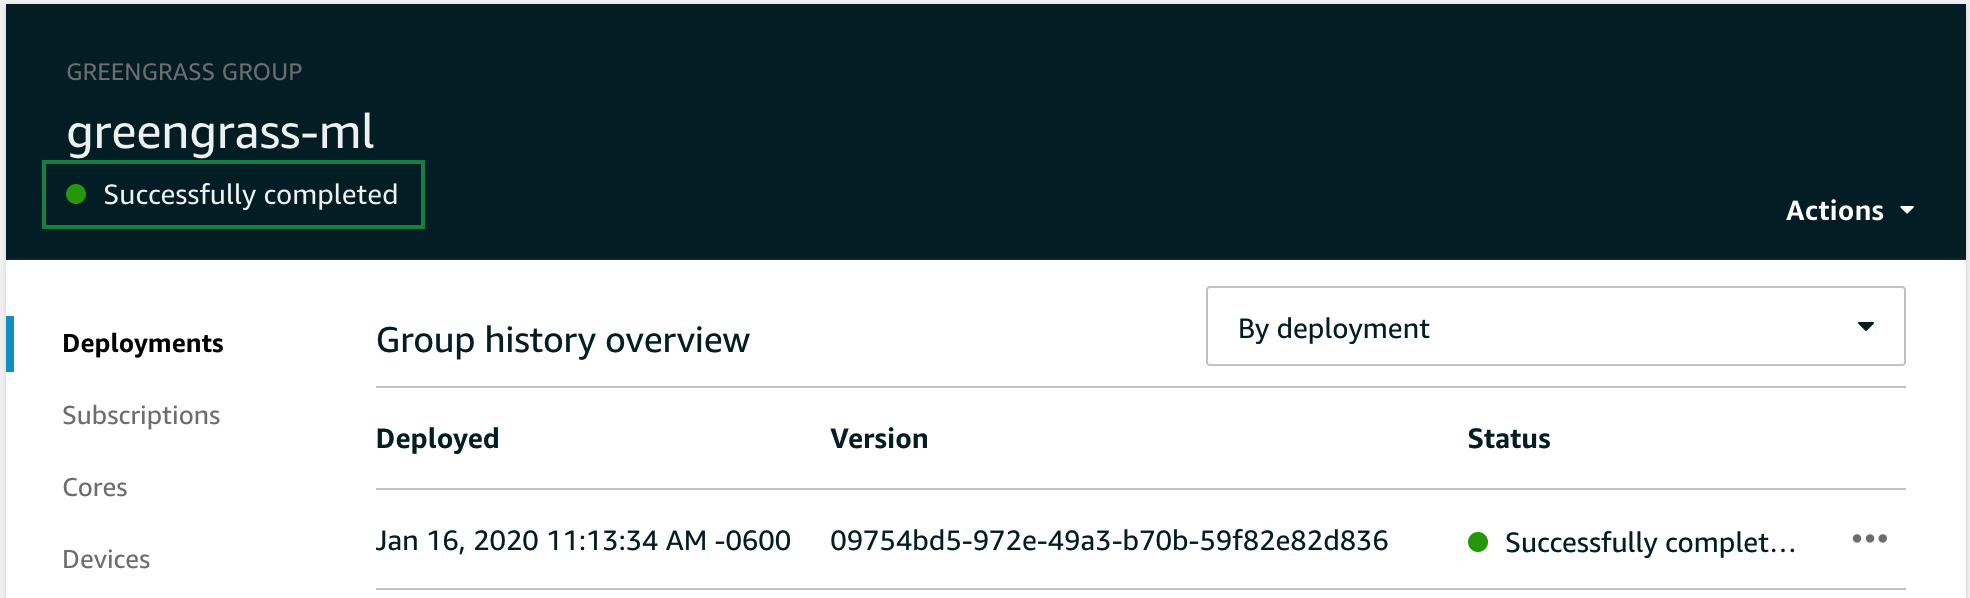 GREENGRASS GROUP
greengrass-ml
Successfully completed
Actions
Deployments
Subscriptions
Cores
Devices
Group history overview
By deployment
Deployed Version Status
Jan 16, 2020 11:13:34 AM -0600 09754bd5-972e-49a3-b70b-59f82e82d836 Successfully complet...